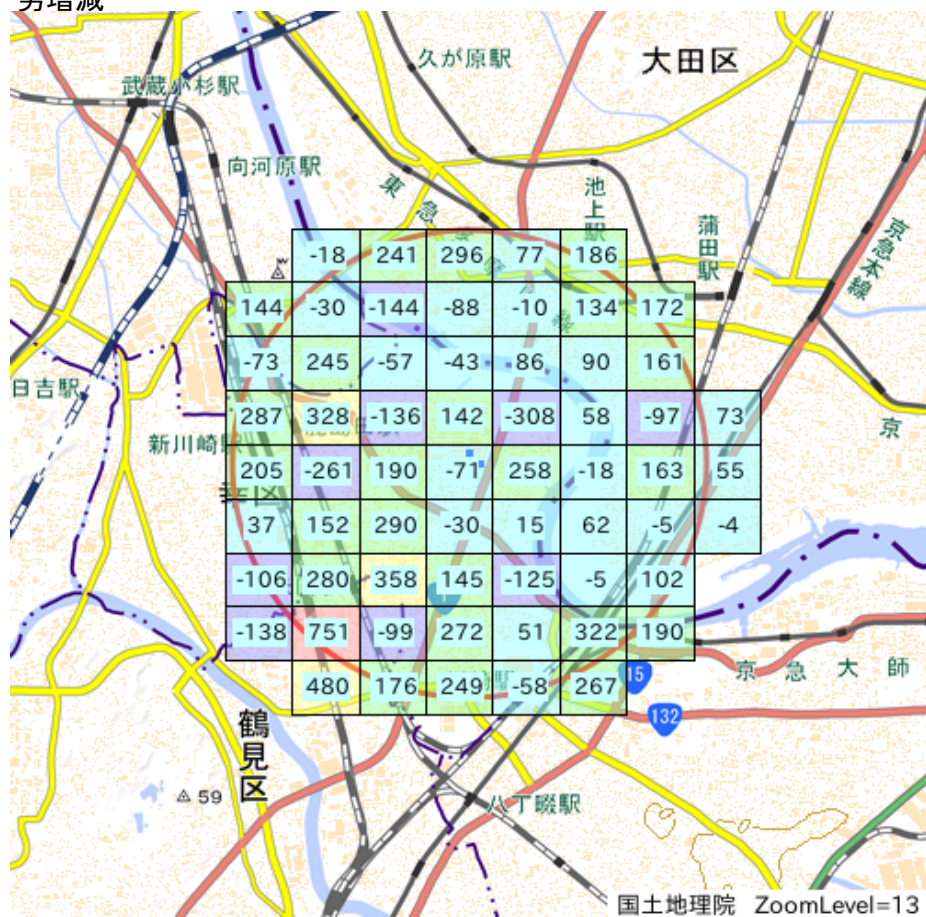 男増減
久が原駅
大田区
武蔵小杉駅
向河原駅
東急
池上駅
蒲田駅
京急本線
-18 241 296 77 186
144 -30 -144 -88 -10 134 172
-73 245 -57 -43 86 90 161
日吉駅
287 328 -136 142 -308 58 -97 73
新川崎駅
京
205 -261 190 -71 258 -18 163 55
幸区
37 152 290 -30 15 62 -5 -4
-106 280 358 145 -125 -5 102
-138 751 -99 272 51 322 190
京急大師
480 176 249 -58 267
15
132
鶴見区
59
八丁畷駅
国土地理院 ZoomLevel=13